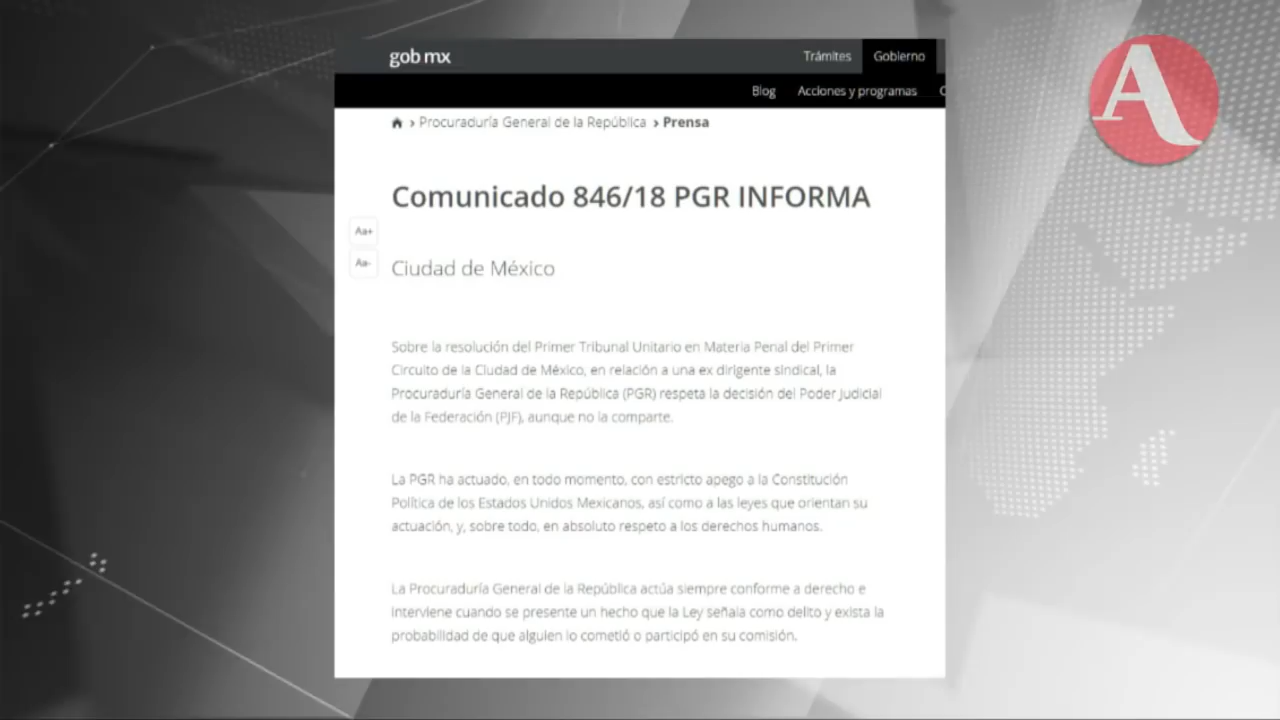 gob mx
Trámites
Gobierno
Blog
Acciones y programas
› Procuraduría General de la República › Prensa
Comunicado 846/18 PGR INFORMA
Aa+
Aa-
Ciudad de México
Sobre la resolución del Primer Tribunal Unitario en Materia Penal del Primer
Circuito de la Ciudad de México, en relación a una ex dirigente sindical, la
Procuraduría General de la República (PGR) respeta la decisión del Poder Judicial
de la Federación (PJF), aunque no la comparte.
La PGR ha actuado, en todo momento, con estricto apego a la Constitución
Política de los Estados Unidos Mexicanos, así como a las leyes que orientan su
actuación, y, sobre todo, en absoluto respeto a los derechos humanos.
La Procuraduría General de la República actúa siempre conforme a derecho e
interviene cuando se presente un hecho que la Ley señala como delito y exista la
probabilidad de que alguien lo cometió o participó en su comisión.
A